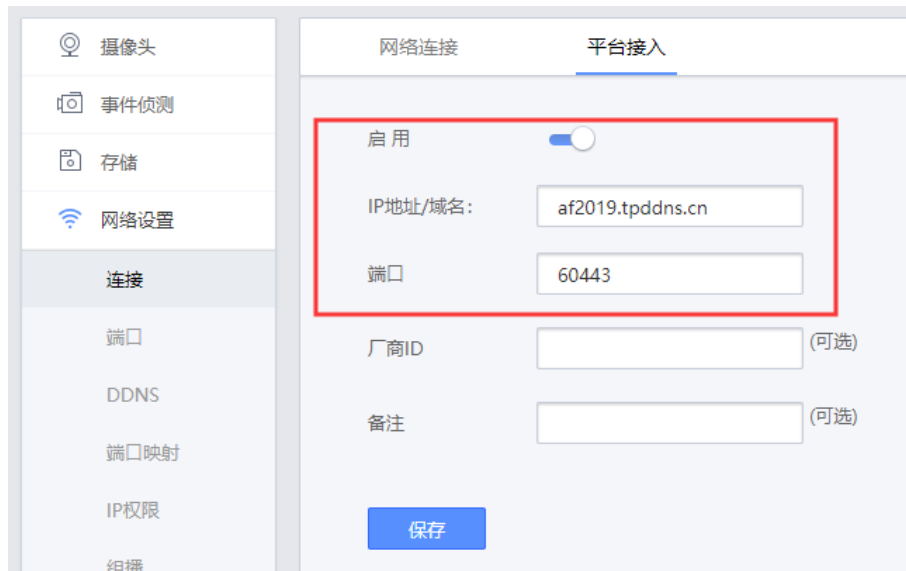 摄像头
事件侦测
存储
网络设置
连接
端口
DDNS
端口映射
IP权限
组播
网络连接 平台接入
启用
IP地址/域名: af2019.tpddns.cn
端口 60443
厂商ID (可选)
备注 (可选)
保存